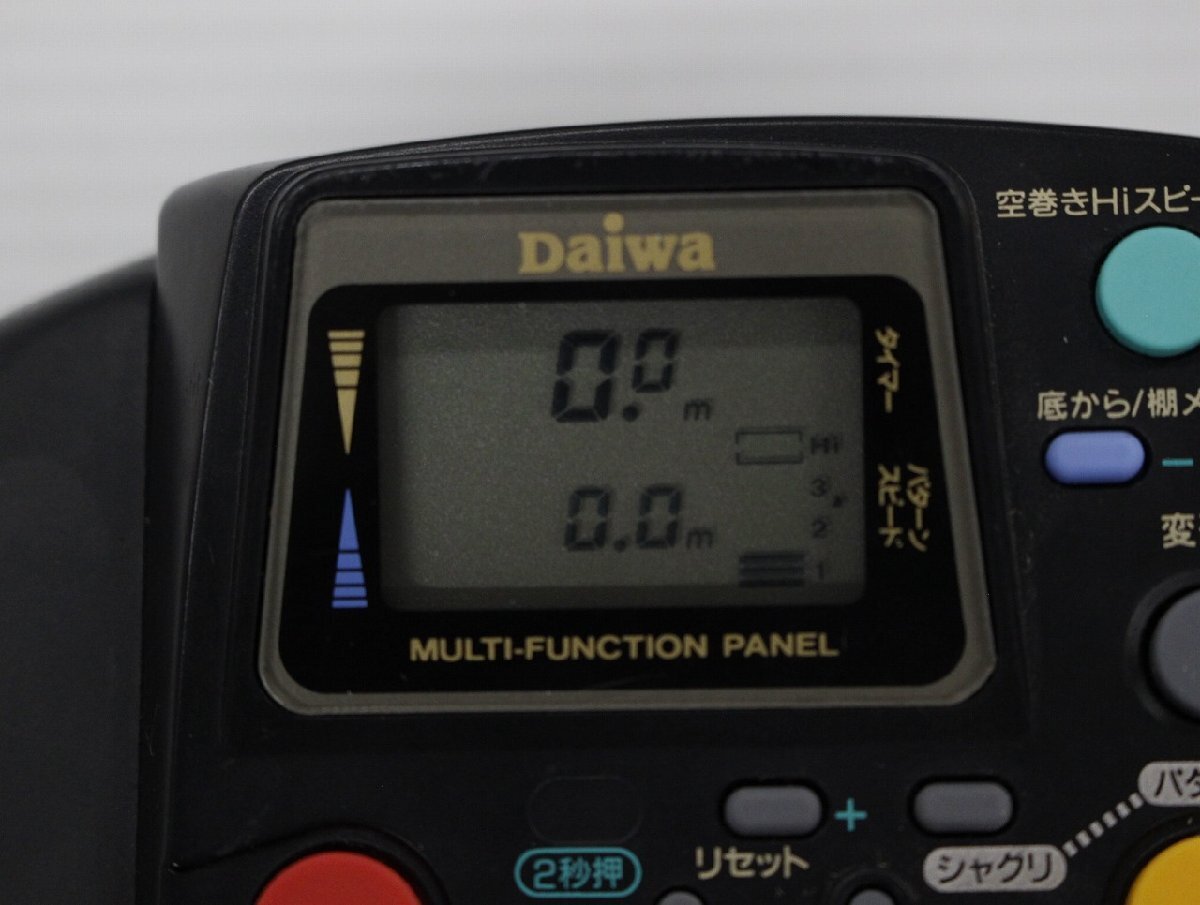 Daiwa
0.0m
Hi
3
0.0m
2
1
タイマー
パターン
スピード
MULTI-FUNCTION PANEL
空巻きHiスピー
底から/棚メ
−
変
+
2秒押
リセット
シャクリ
パタ